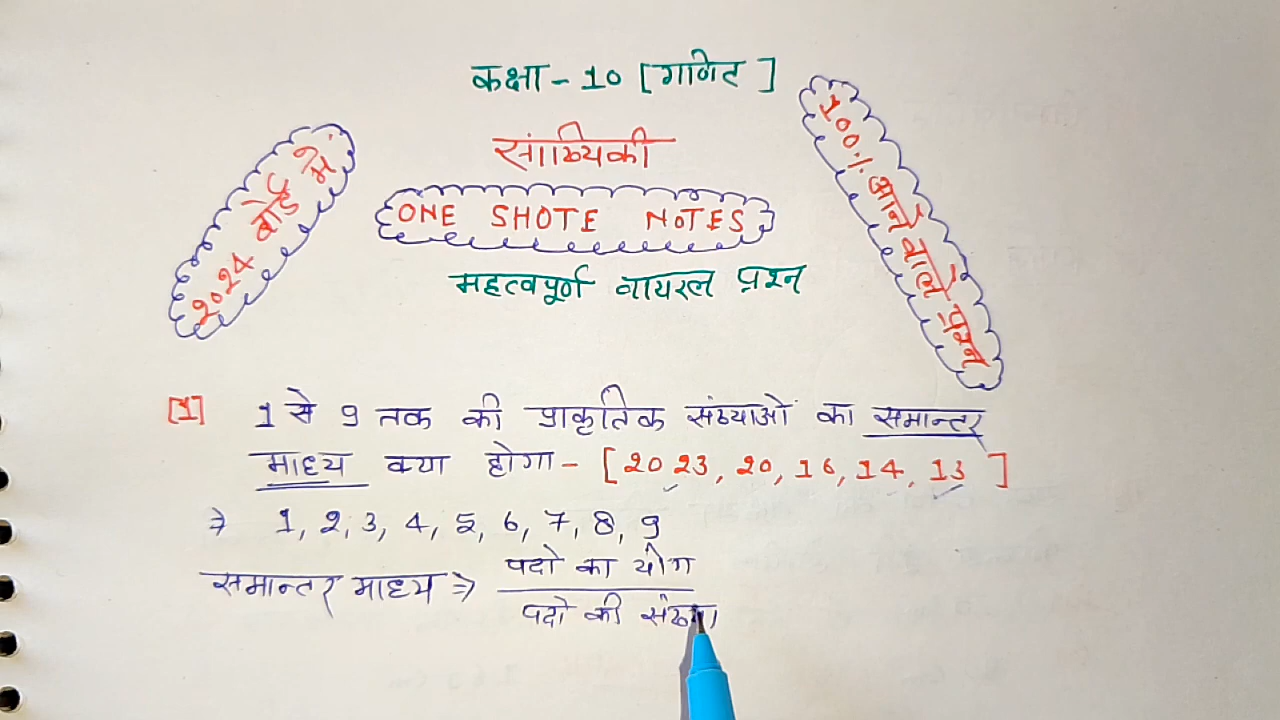 कक्षा - 10 [गणित]
सांख्यिकी
ONE SHOTE NOTES
महत्वपूर्ण वायरल प्रश्न
2024 बोर्ड में
100% आने वाले प्रश्न
[1] 1 से 9 तक की प्राकृतिक संख्याओं का समान्तर
माध्य क्या होगा - [2023, 20, 16, 14, 13]
⇒ 1, 2, 3, 4, 5, 6, 7, 8, 9
पदो का योग
समान्तर माध्य ⇒
पदो की संख्या